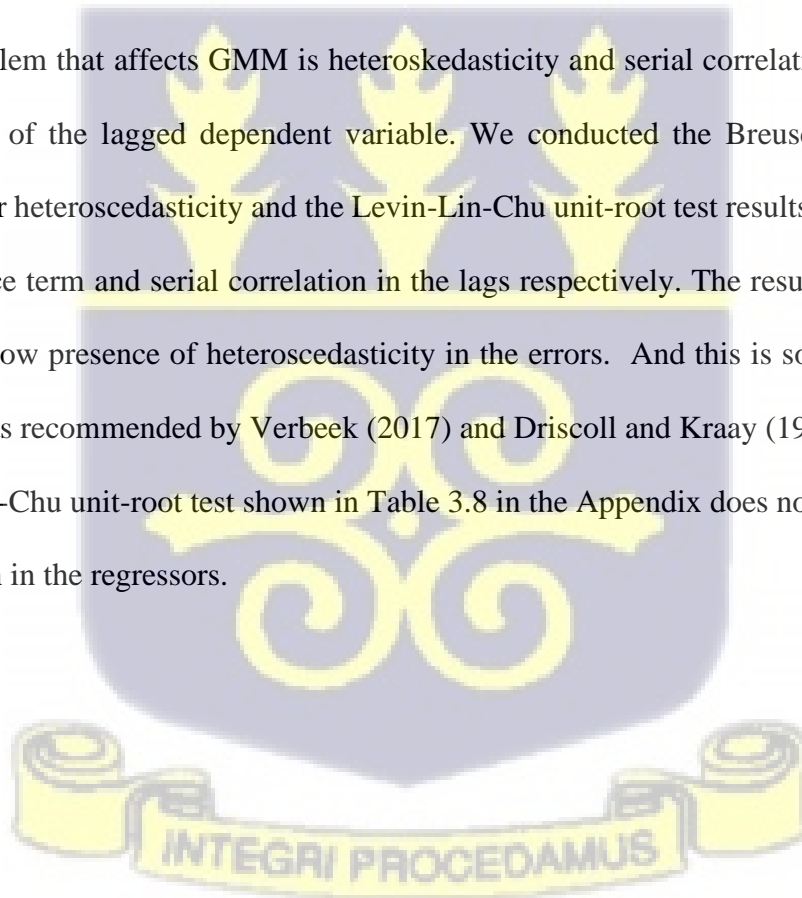 lem that affects GMM is heteroskedasticity and serial correlati
of the lagged dependent variable. We conducted the Breus
r heteroscedasticity and the Levin-Lin-Chu unit-root test results
ce term and serial correlation in the lags respectively. The resu
ow presence of heteroscedasticity in the errors. And this is so
s recommended by Verbeek (2017) and Driscoll and Kraay (19
-Chu unit-root test shown in Table 3.8 in the Appendix does no
in the regressors.
INTEGRI PROCEDAMUS